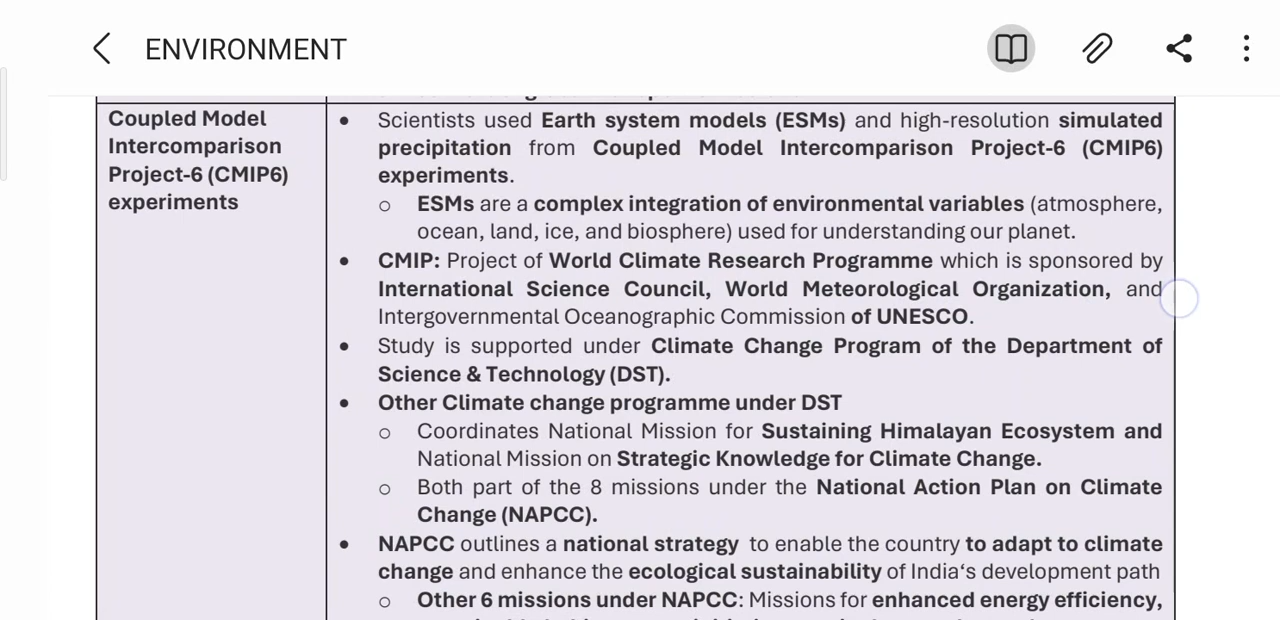 ENVIRONMENT
Coupled Model
Intercomparison
Project-6 (CMIP6)
experiments
• Scientists used Earth system models (ESMs) and high-resolution simulated
precipitation from Coupled Model Intercomparison Project-6 (CMIP6)
experiments.
o ESMs are a complex integration of environmental variables (atmosphere,
ocean, land, ice, and biosphere) used for understanding our planet.
• CMIP: Project of World Climate Research Programme which is sponsored by
International Science Council, World Meteorological Organization, and
Intergovernmental Oceanographic Commission of UNESCO.
• Study is supported under Climate Change Program of the Department of
Science & Technology (DST).
• Other Climate change programme under DST
o Coordinates National Mission for Sustaining Himalayan Ecosystem and
National Mission on Strategic Knowledge for Climate Change.
o Both part of the 8 missions under the National Action Plan on Climate
Change (NAPCC).
• NAPCC outlines a national strategy to enable the country to adapt to climate
change and enhance the ecological sustainability of India‘s development path
o Other 6 missions under NAPCC: Missions for enhanced energy efficiency,